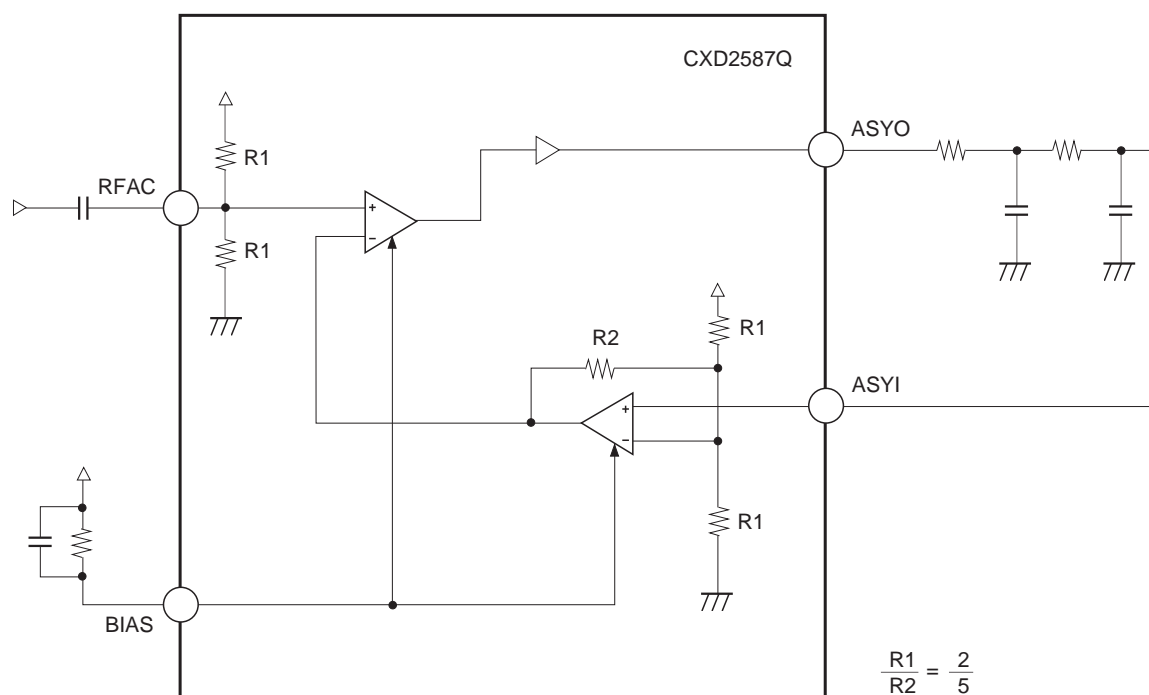 CXD2587Q
ASYO
R1
RFAC
+
−
R1
R1
R2
ASYI
+
−
R1
BIAS
R1/R2 = 2/5